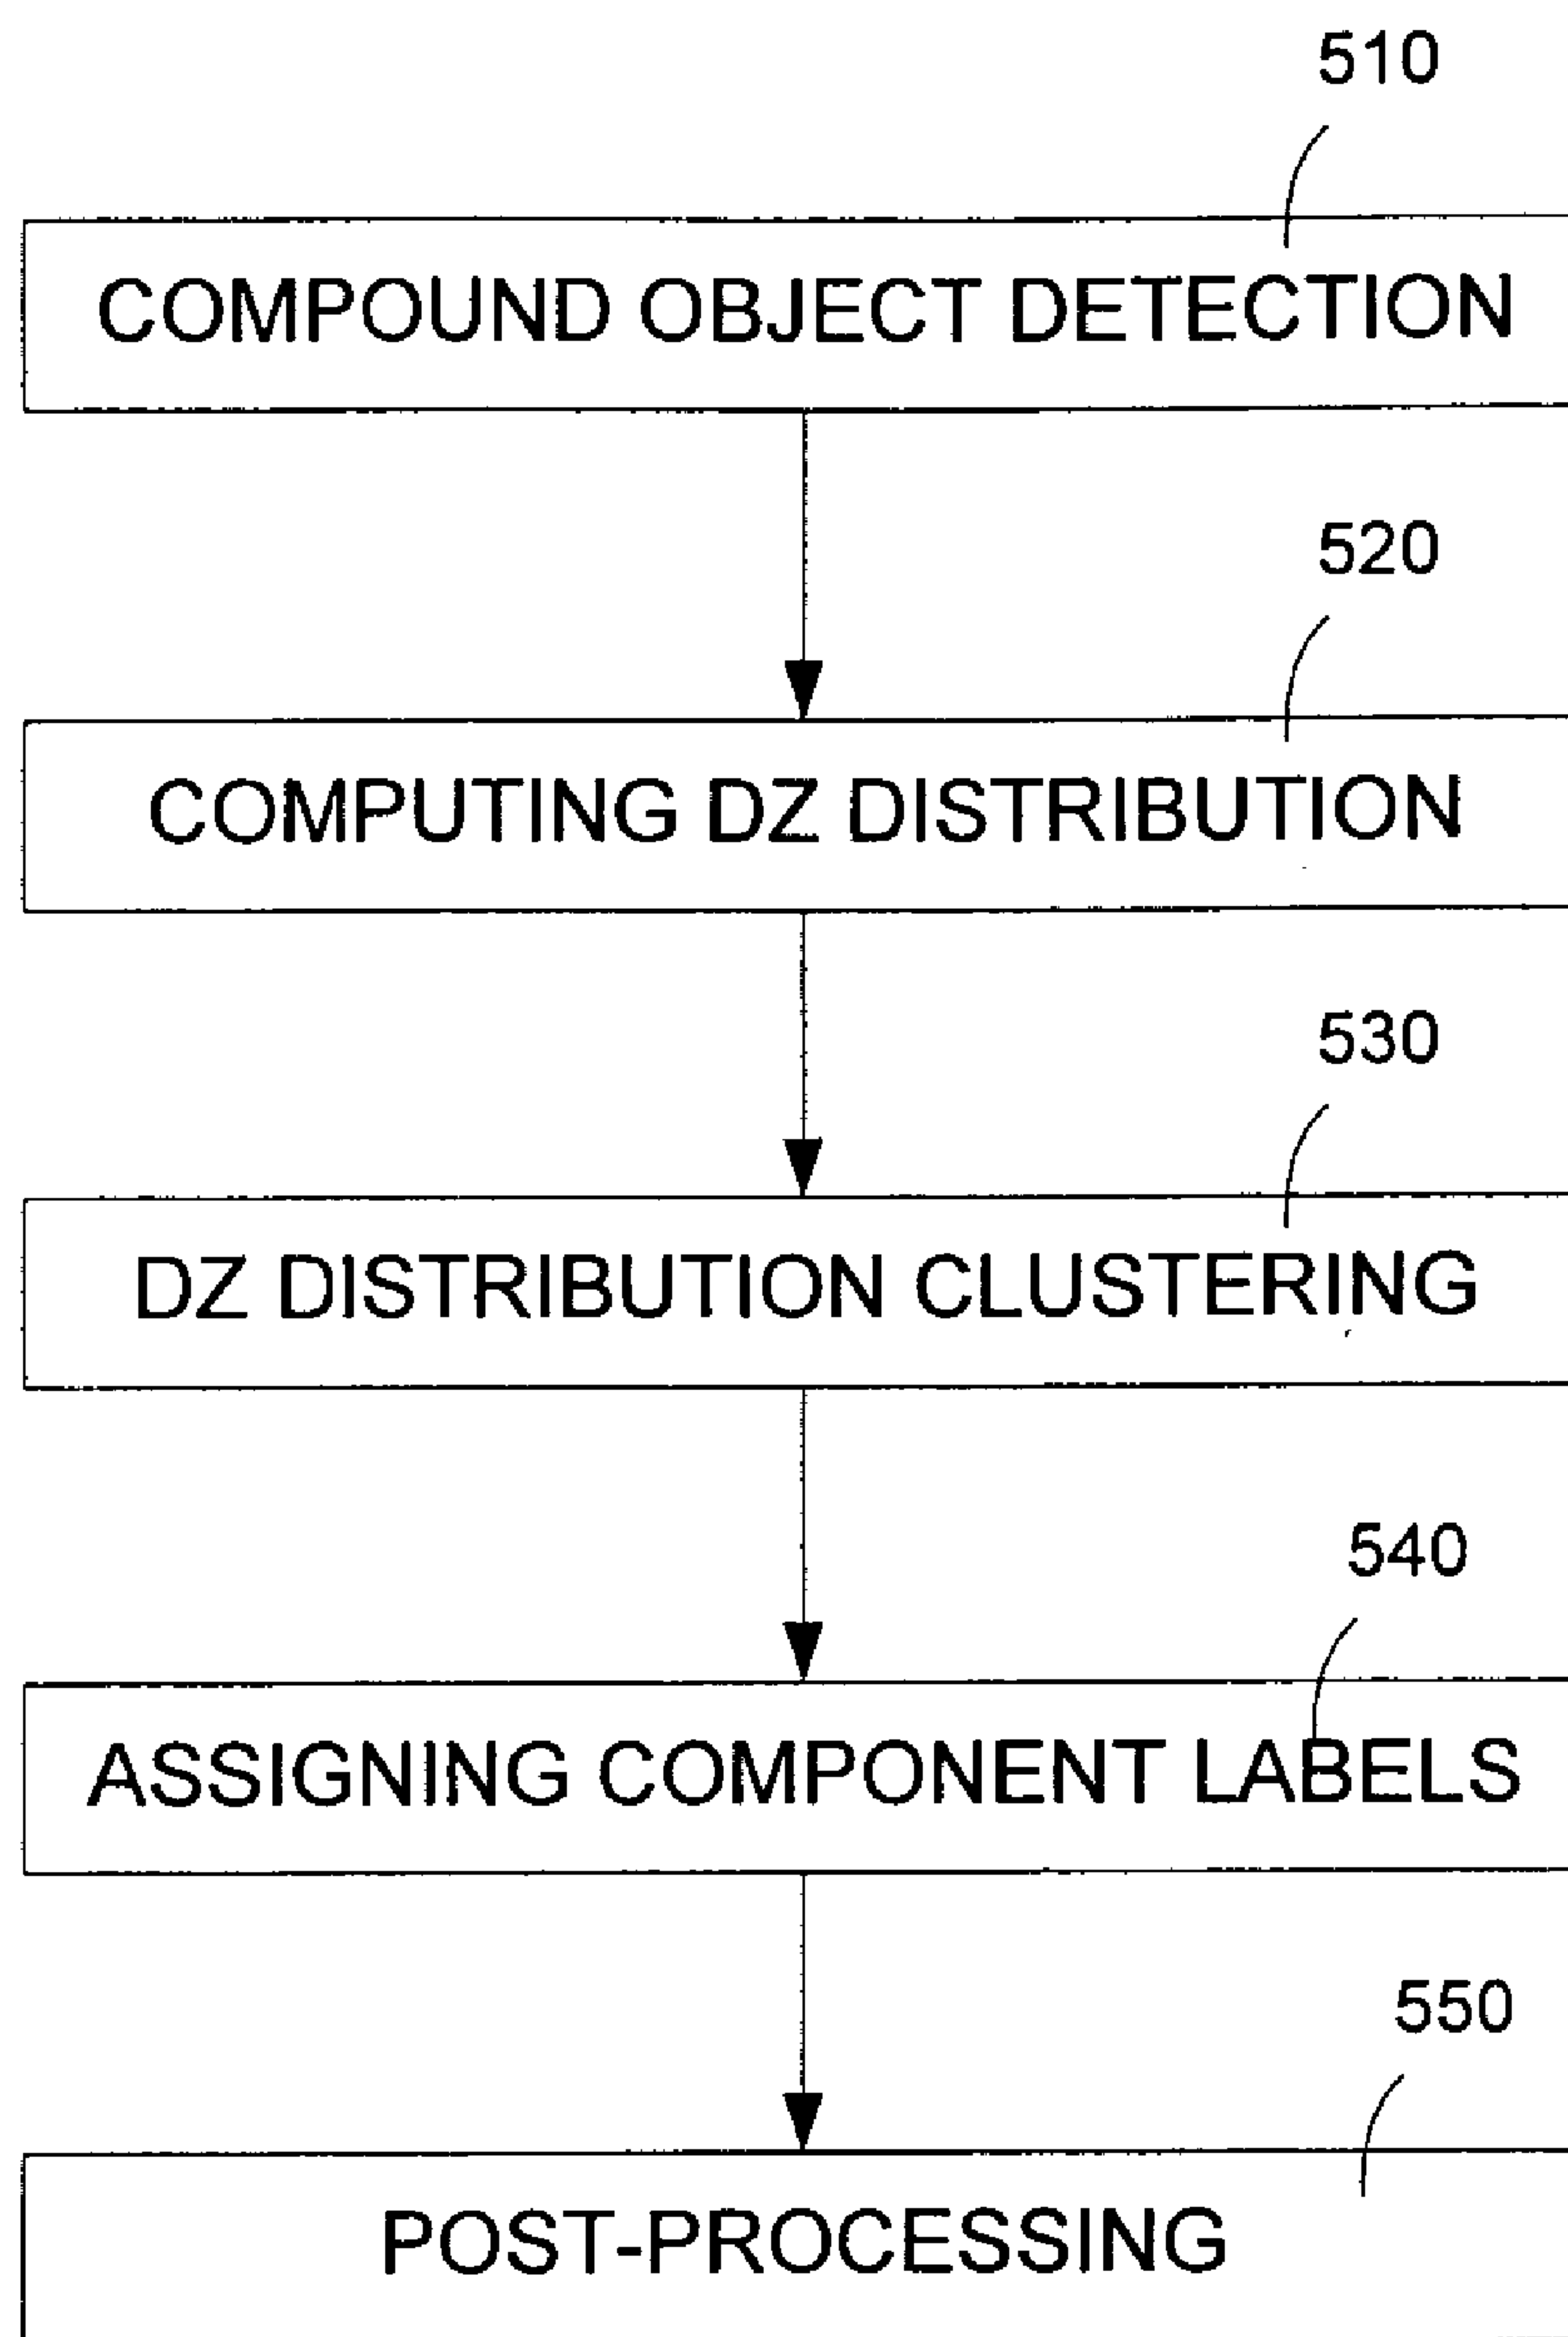 510
COMPOUND OBJECT DETECTION
520
COMPUTING DZ DISTRIBUTION
530
DZ DISTRIBUTION CLUSTERING
540
ASSIGNING COMPONENT LABELS
550
POST-PROCESSING